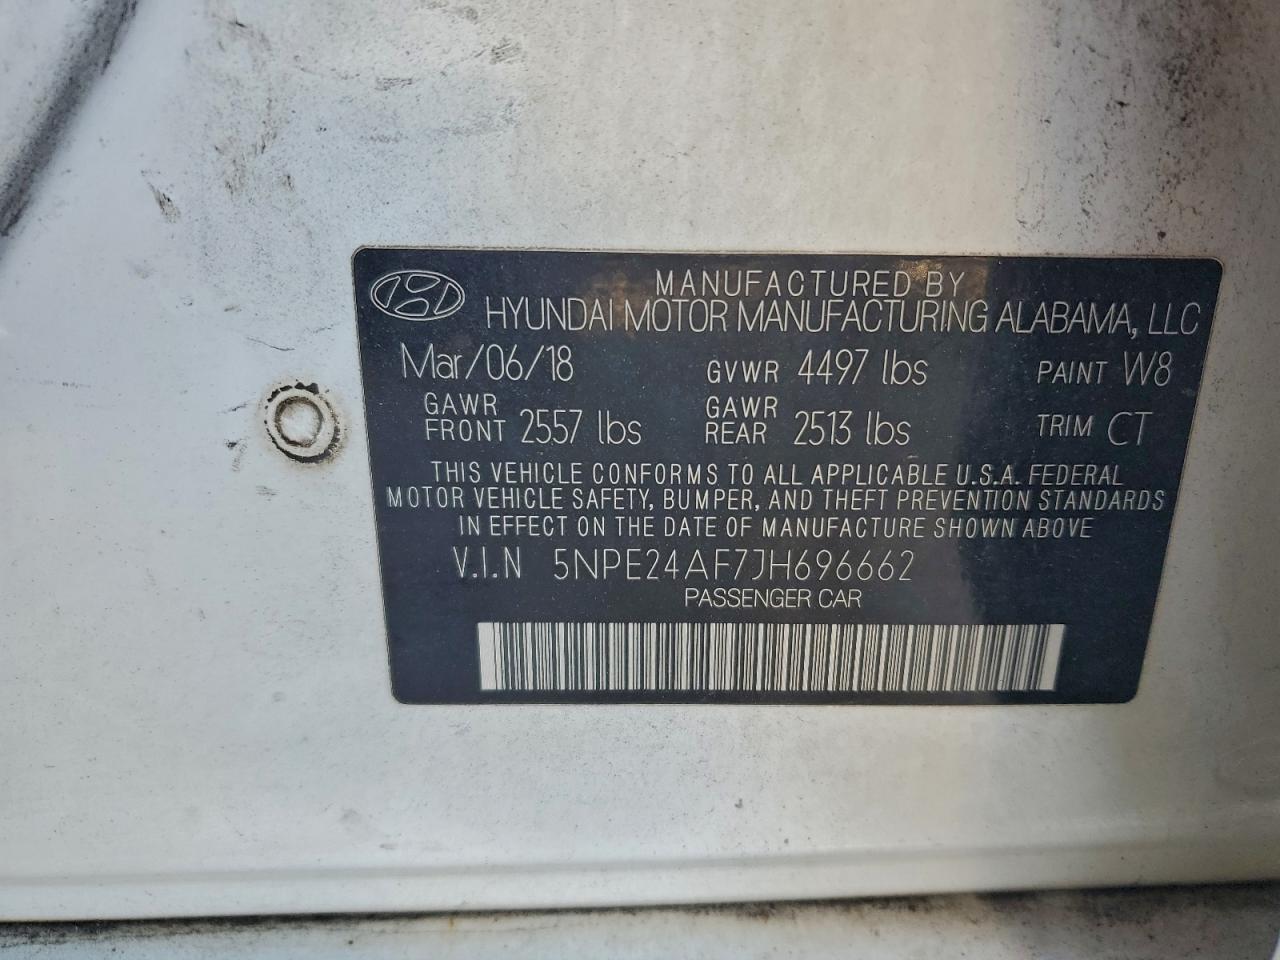 MANUFACTURED BY
HYUNDAI MOTOR MANUFACTURING ALABAMA, LLC
Mar/06/18 GVWR 4497 lbs PAINT W8
GAWR FRONT 2557 lbs GAWR REAR 2513 lbs TRIM CT
THIS VEHICLE CONFORMS TO ALL APPLICABLE U.S.A. FEDERAL
MOTOR VEHICLE SAFETY, BUMPER, AND THEFT PREVENTION STANDARDS
IN EFFECT ON THE DATE OF MANUFACTURE SHOWN ABOVE
V.I.N 5NPE24AF7JH696662
PASSENGER CAR